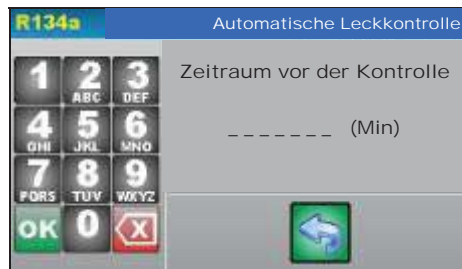 R134a Automatische Leckkontrolle
Zeitraum vor der Kontrolle
_ _ _ _ _ _ _ (Min)
1 2 ABC 3 DEF
4 GHI 5 JKL 6 MNO
7 PQRS 8 TUV 9 WXYZ
OK 0 X